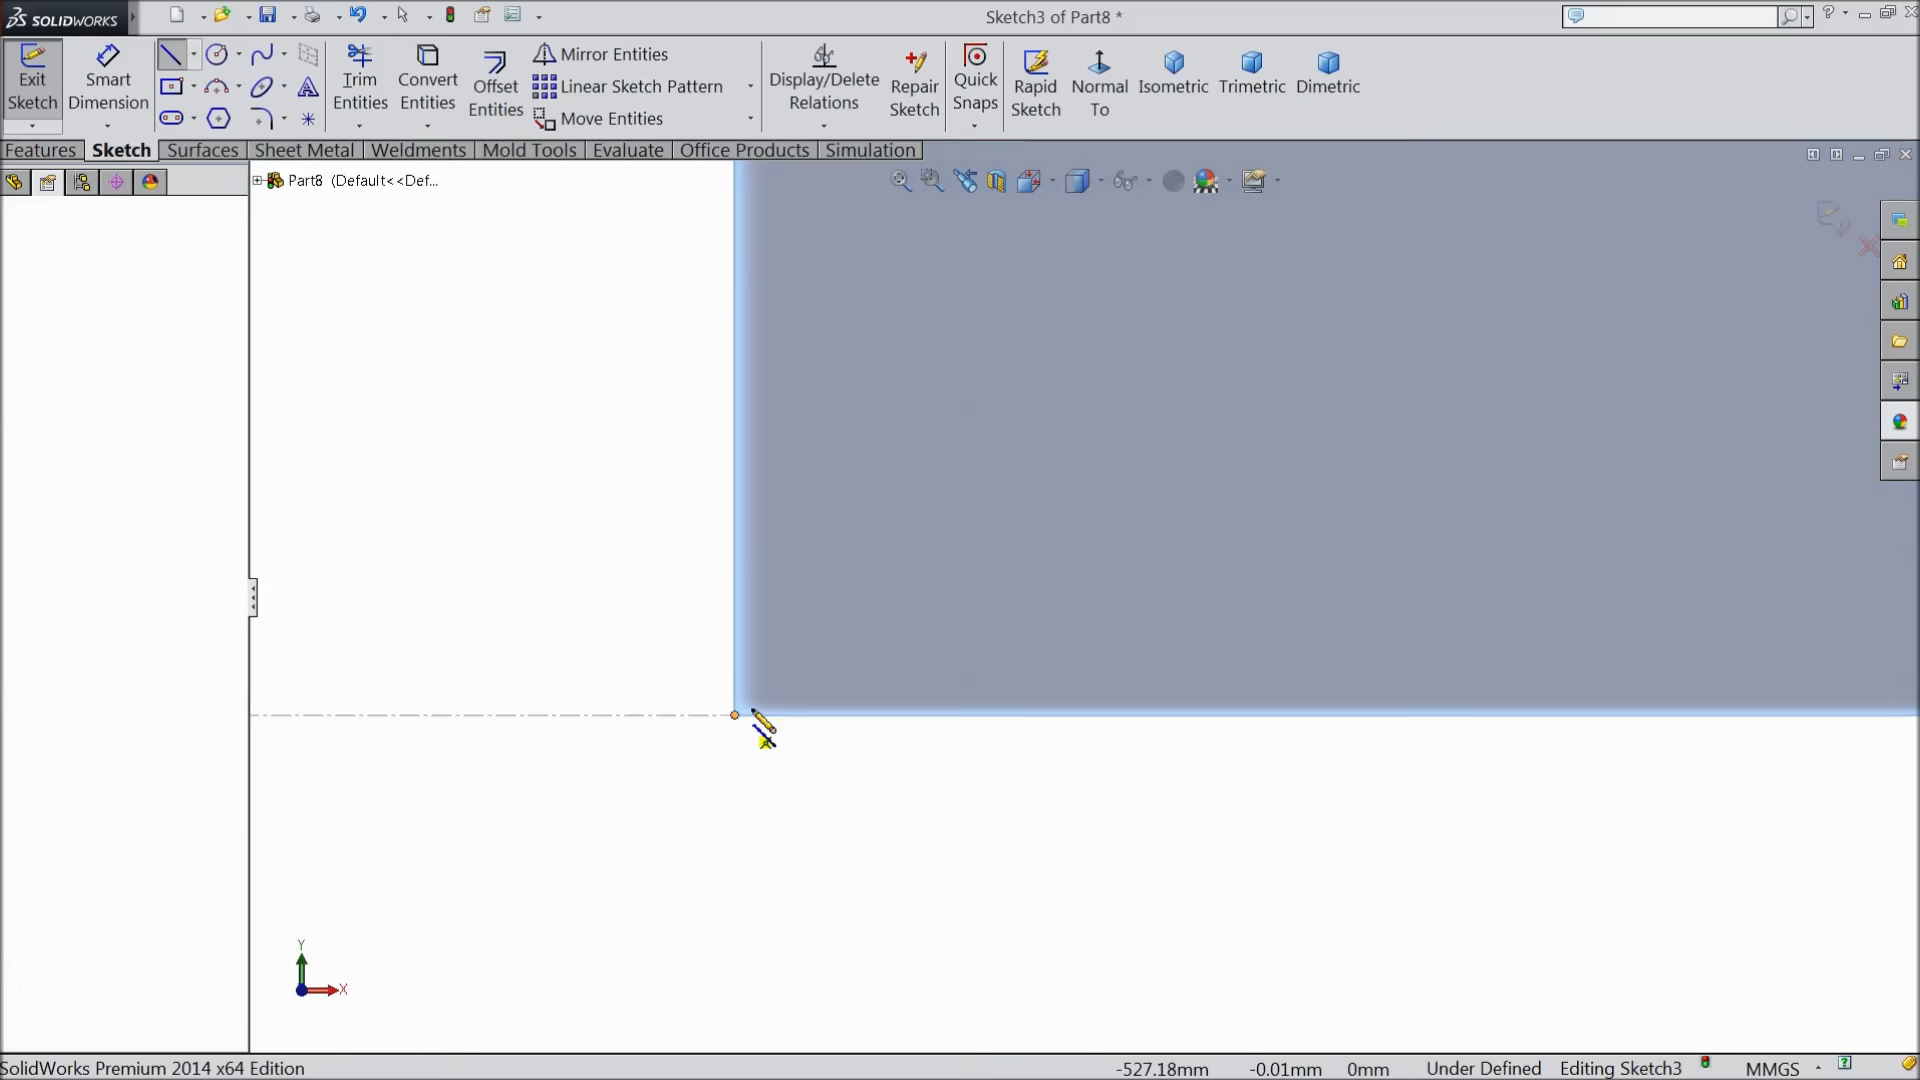 SOLIDWORKS
Sketch3 of Part8 *
Exit Sketch
Smart Dimension
Trim Entities
Convert Entities
Offset Entities
Mirror Entities
Linear Sketch Pattern
Move Entities
Display/Delete Relations
Repair Sketch
Quick Snaps
Rapid Sketch
Normal To
Isometric
Trimetric
Dimetric
Features
Sketch
Surfaces
Sheet Metal
Weldments
Mold Tools
Evaluate
Office Products
Simulation
Part8 (Default<<Def...
Y
X
SolidWorks Premium 2014 x64 Edition
-527.18mm
-0.01mm
0mm
Under Defined
Editing Sketch3
MMGS